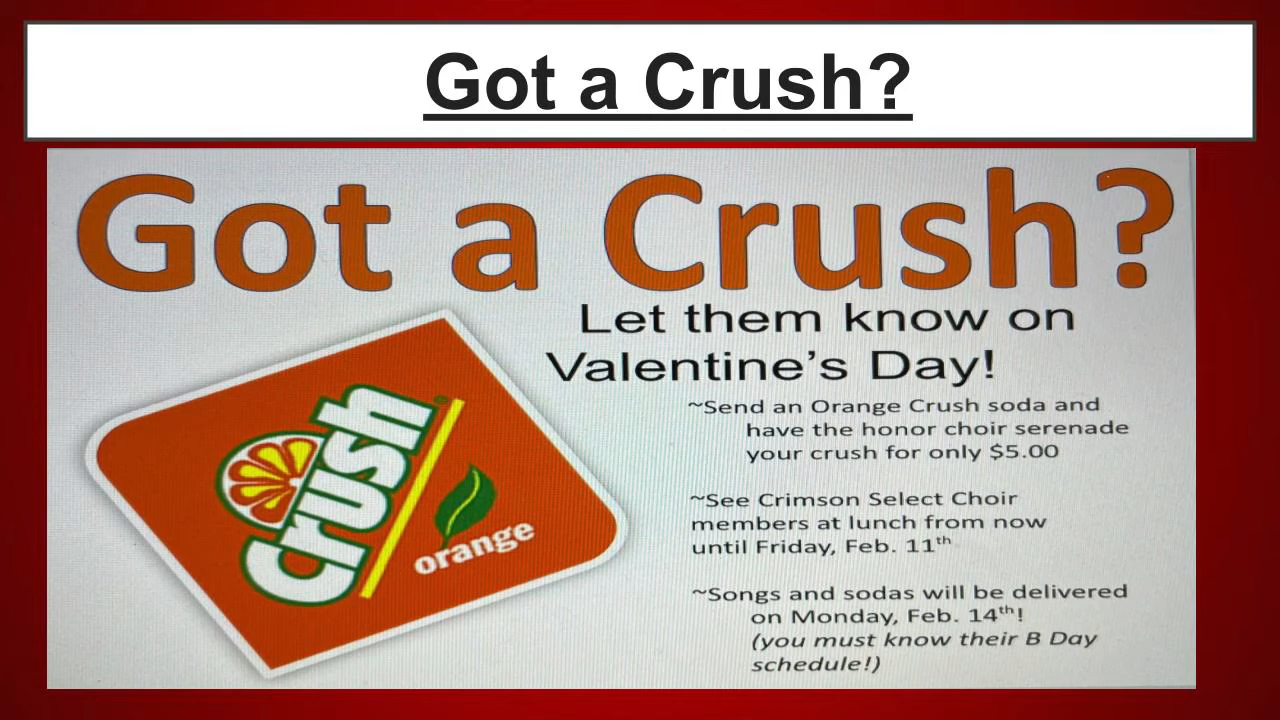 Got a Crush?
Got a Crush?
Let them know on
Valentine's Day!
~Send an Orange Crush soda and
have the honor choir serenade
your crush for only $5.00
~See Crimson Select Choir
members at lunch from now
until Friday, Feb. 11th
~Songs and sodas will be delivered
on Monday, Feb. 14th!
(you must know their B Day
schedule!)
Crush®
orange